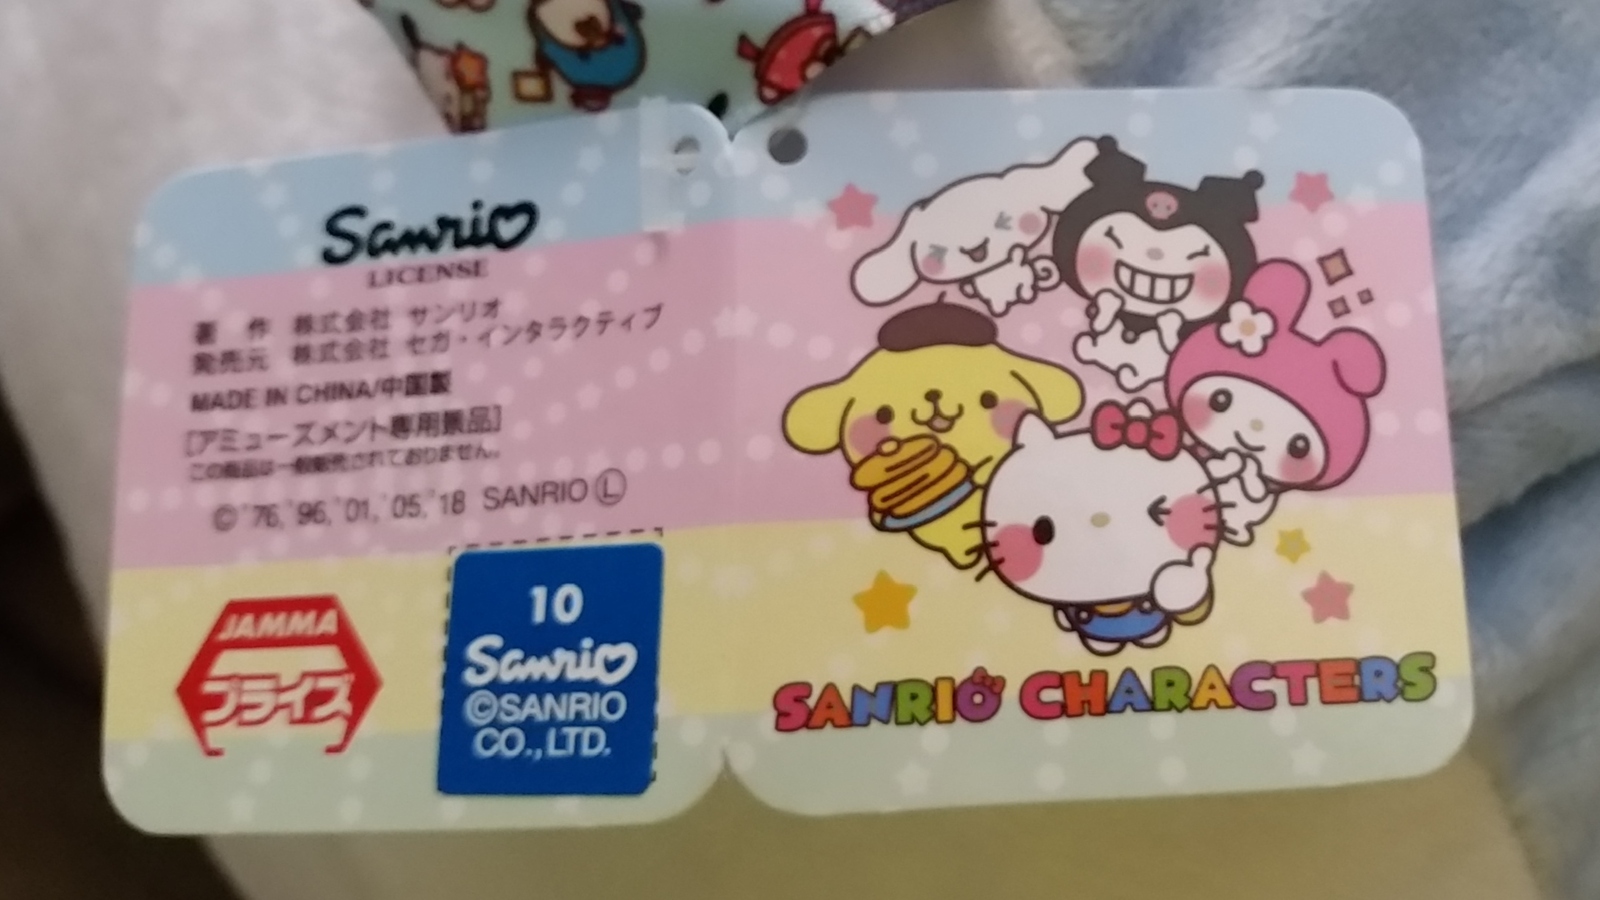 Sanrio
LICENSE
著 作 株式会社 サンリオ
発売元 株式会社 セガ・インタラクティブ
MADE IN CHINA/中国製
[アミューズメント専用景品]
この商品は一般販売されておりません。
©'76,'96,'01,'05,'18 SANRIO Ⓛ
JAMMA
プライズ
10
Sanrio
©SANRIO
CO.,LTD.
SANRIO CHARACTERS